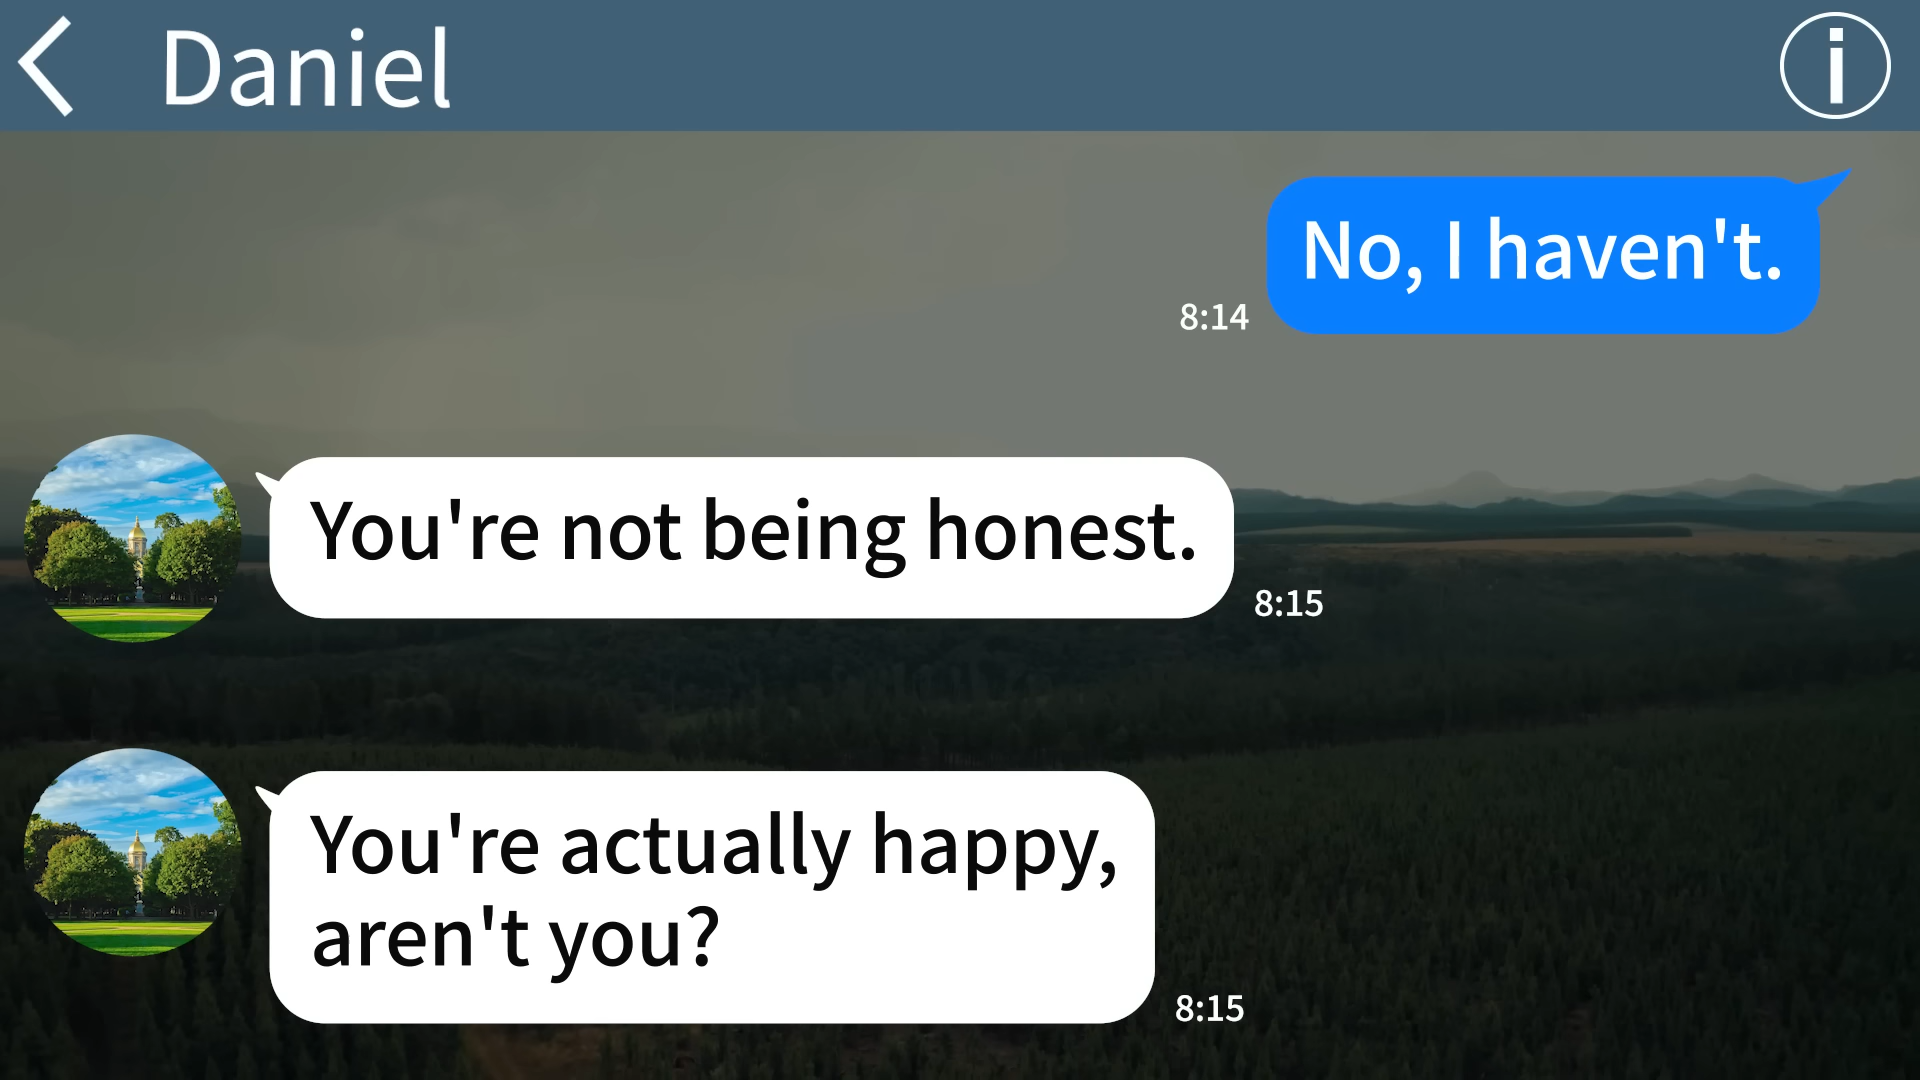 Daniel
No, I haven't.
8:14
You're not being honest.
8:15
You're actually happy,
aren't you?
8:15